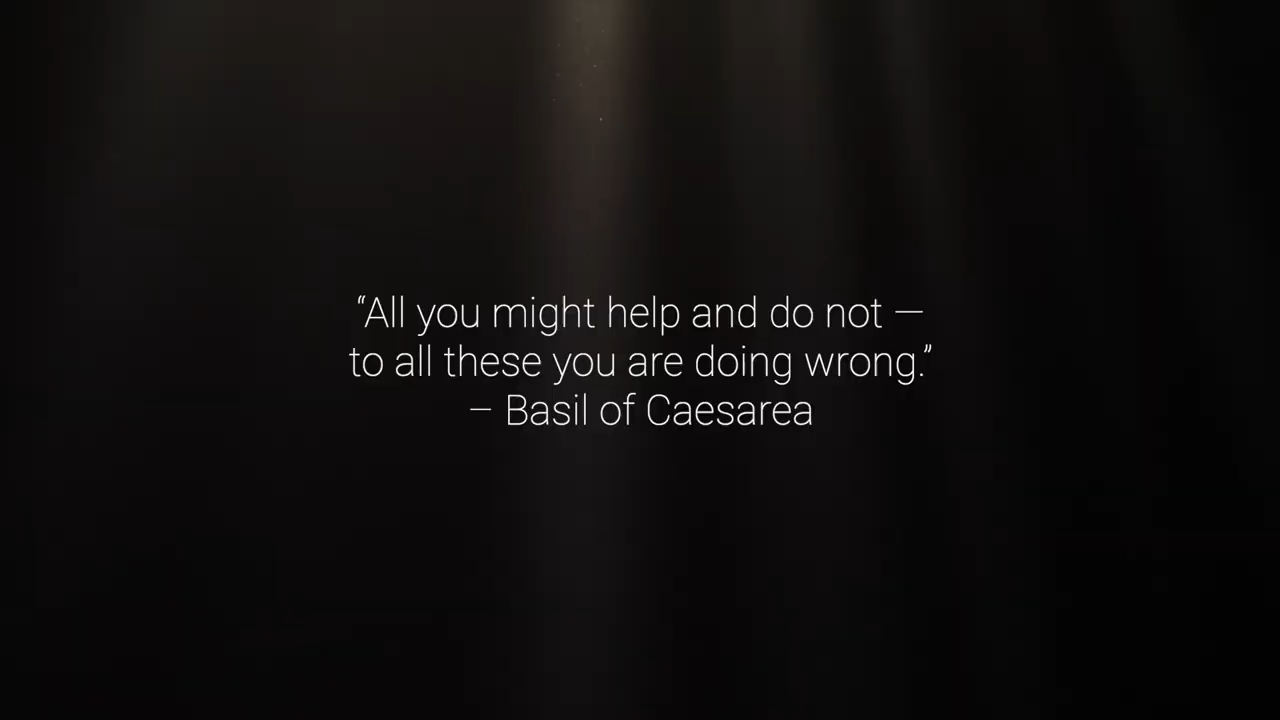 “All you might help and do not —
to all these you are doing wrong.”
– Basil of Caesarea